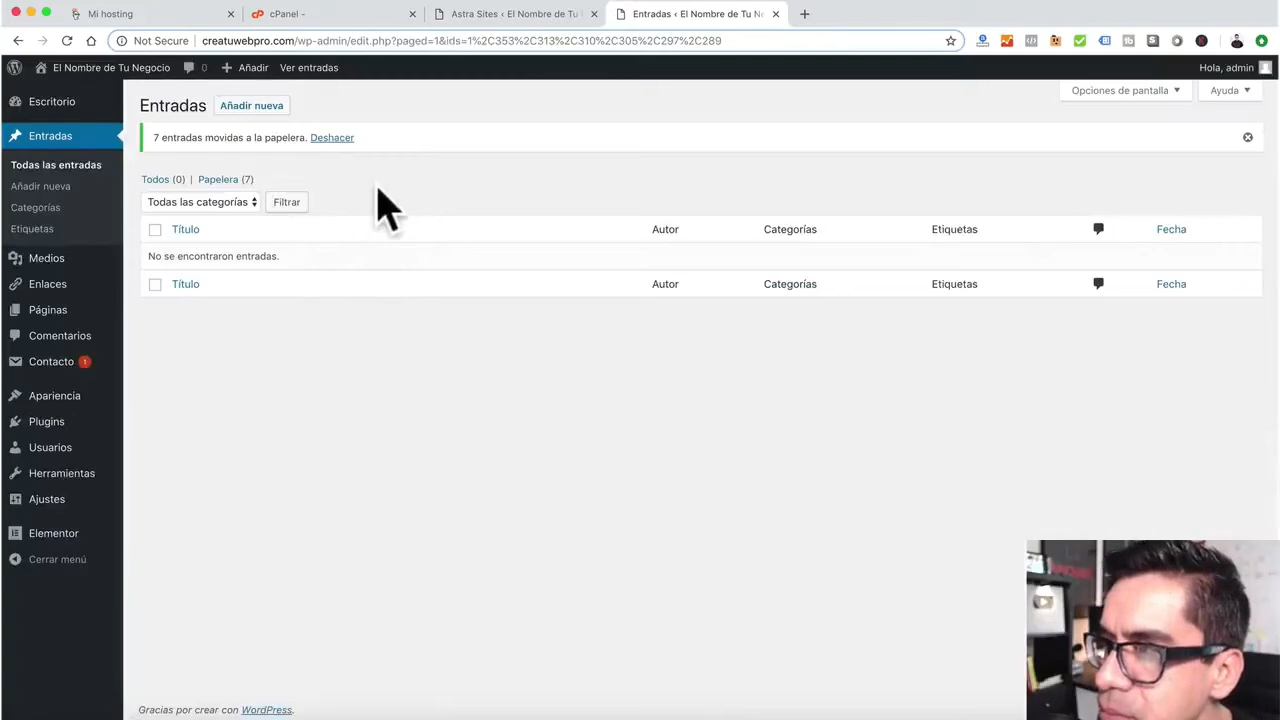 Mi hosting
cPanel -
Astra Sites ‹ El Nombre de Tu
Entradas ‹ El Nombre de Tu Ne
Not Secure | creatuwebpro.com/wp-admin/edit.php?paged=1&ids=1%2C353%2C313%2C310%2C305%2C297%2C289
El Nombre de Tu Negocio 0 Añadir Ver entradas Hola, admin
Escritorio
Entradas
Todas las entradas
Añadir nueva
Categorías
Etiquetas
Medios
Enlaces
Páginas
Comentarios
Contacto 1
Apariencia
Plugins
Usuarios
Herramientas
Ajustes
Elementor
Cerrar menú
Opciones de pantalla Ayuda
Entradas Añadir nueva
7 entradas movidas a la papelera. Deshacer
Todos (0) | Papelera (7)
Todas las categorías Filtrar
Título Autor Categorías Etiquetas Fecha
No se encontraron entradas.
Título Autor Categorías Etiquetas Fecha
Gracias por crear con WordPress.